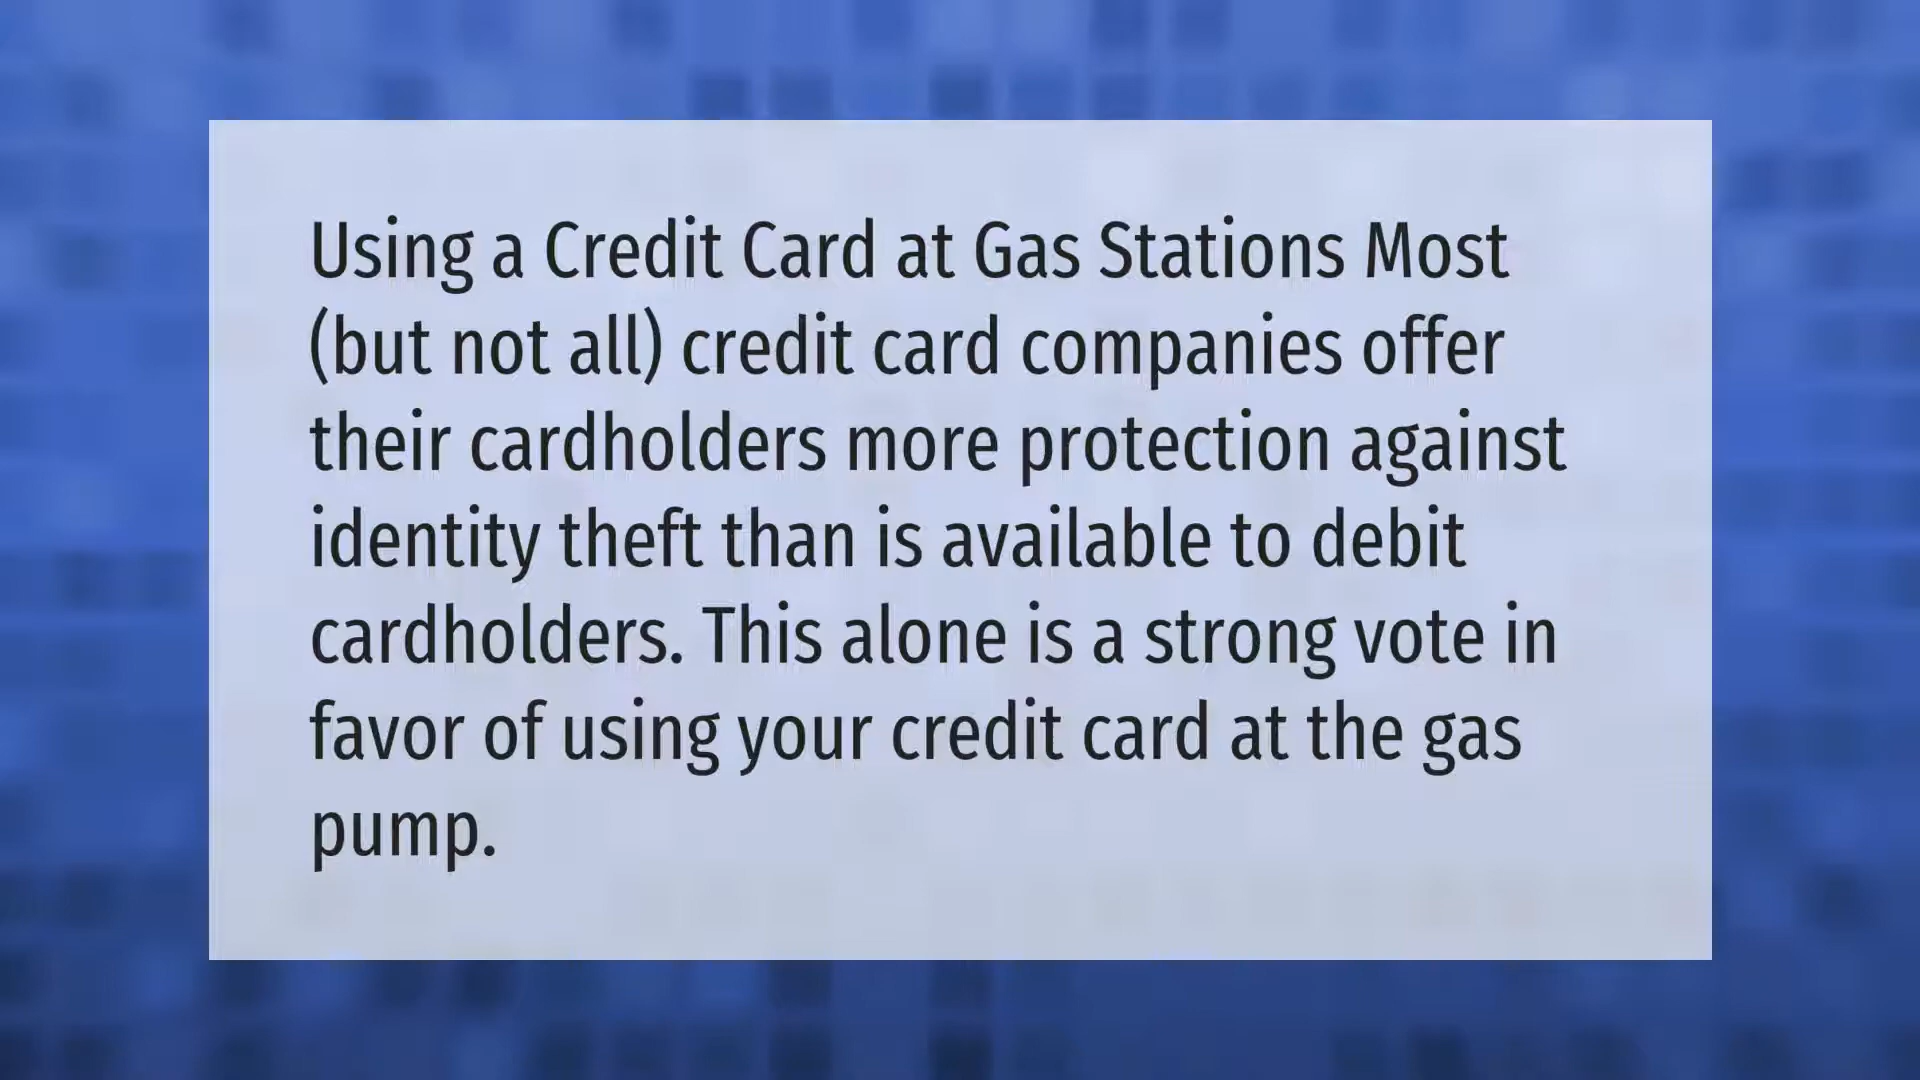 Using a Credit Card at Gas Stations Most
(but not all) credit card companies offer
their cardholders more protection against
identity theft than is available to debit
cardholders. This alone is a strong vote in
favor of using your credit card at the gas
pump.